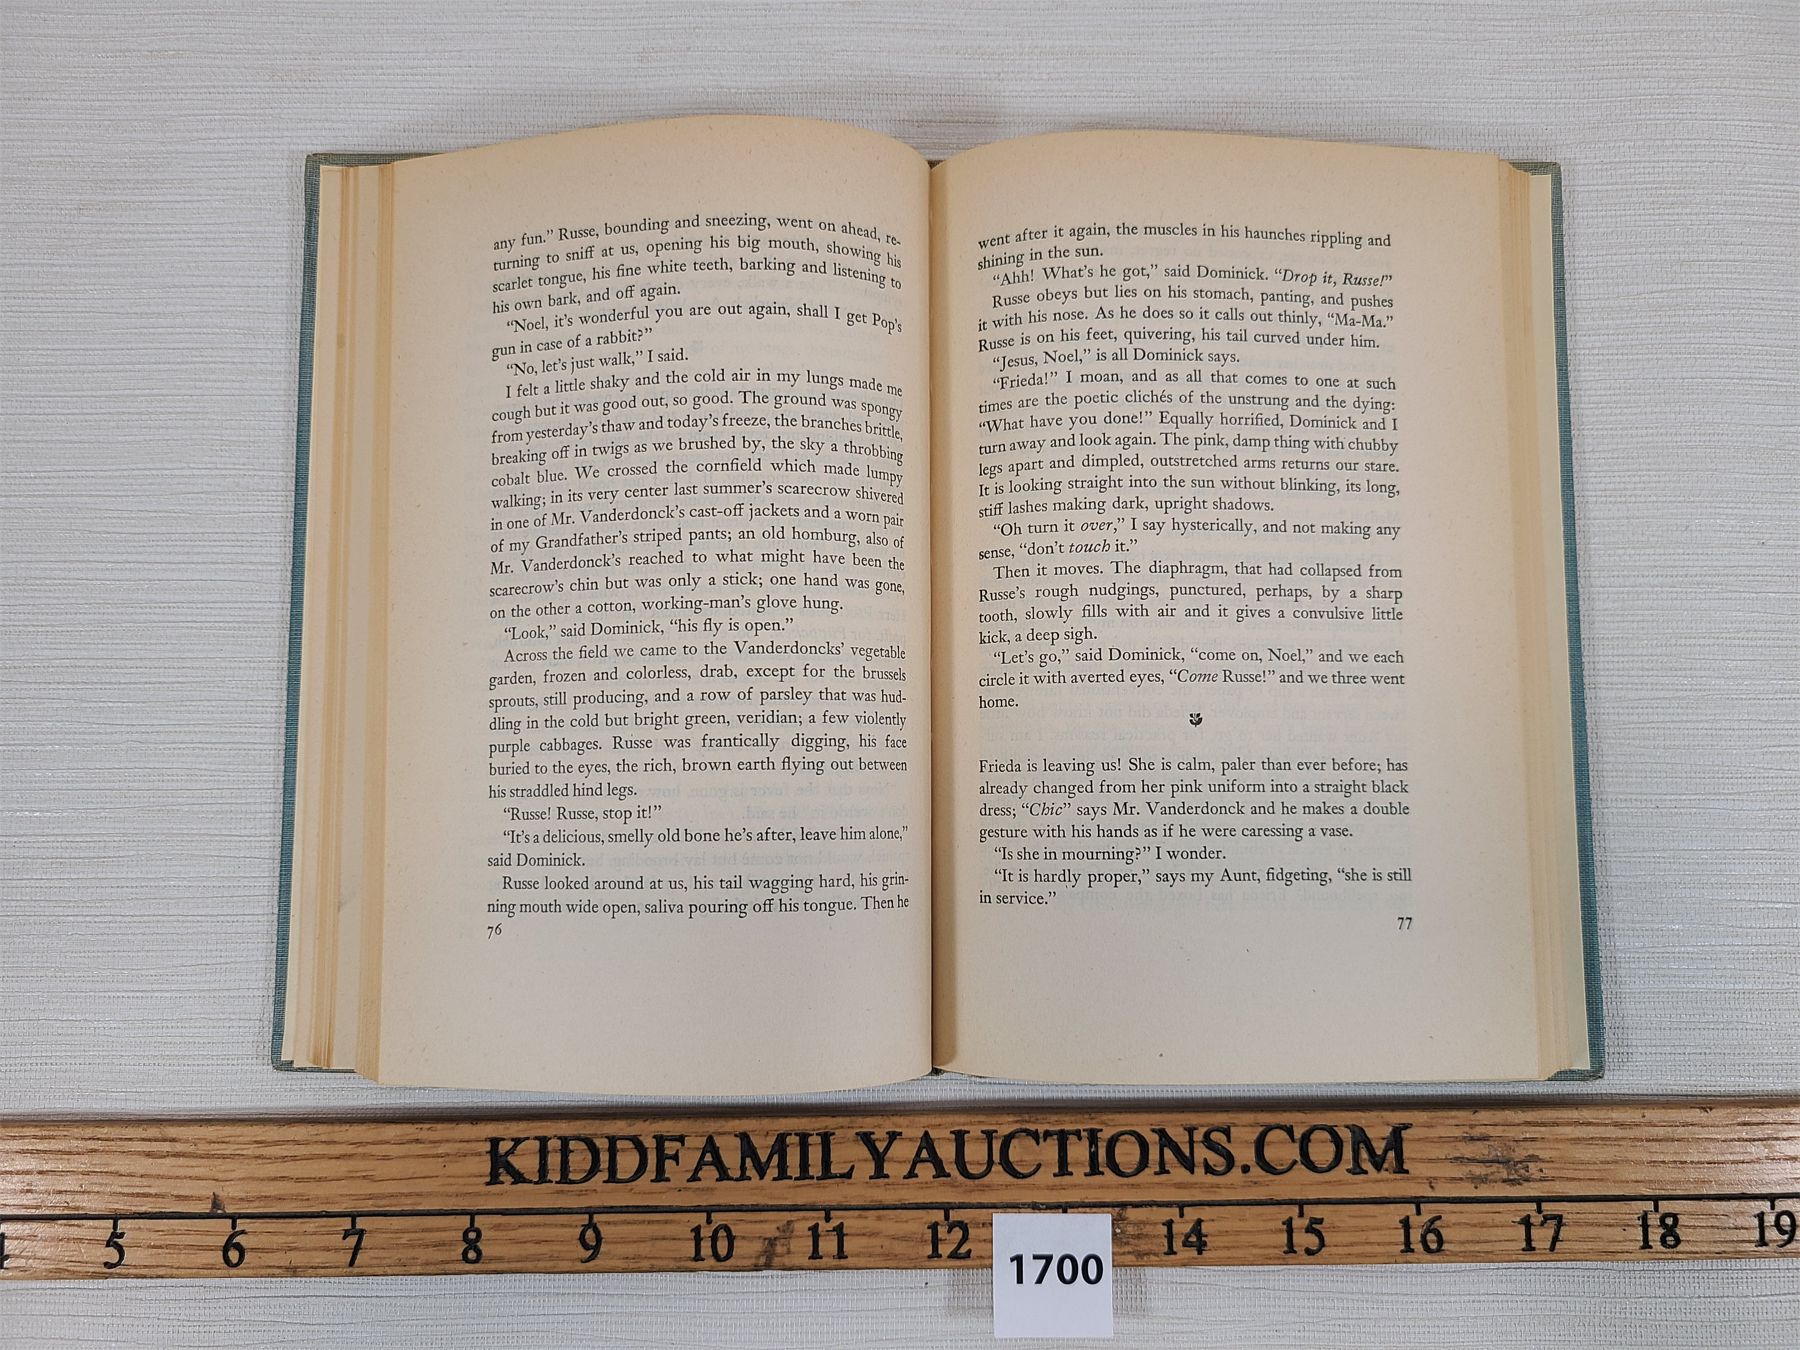 any fun.” Russe, bounding and sneezing, went on ahead, re-
turning to sniff at us, opening his big mouth, showing his
scarlet tongue, his fine white teeth, barking and listening to
his own bark, and off again.
“Noel, it’s wonderful you are out again, shall I get Pop’s
gun in case of a rabbit?”
“No, let’s just walk,” I said.
I felt a little shaky and the cold air in my lungs made me
cough but it was good out, so good. The ground was spongy
from yesterday’s thaw and today’s freeze, the branches brittle,
breaking off in twigs as we brushed by, the sky a throbbing
cobalt blue. We crossed the cornfield which made lumpy
walking; in its very center last summer’s scarecrow shivered
in one of Mr. Vanderdonck’s cast-off jackets and a worn pair
of my Grandfather’s striped pants; an old homburg, also of
Mr. Vanderdonck’s reached to what might have been the
scarecrow’s chin but was only a stick; one hand was gone,
on the other a cotton, working-man’s glove hung.
“Look,” said Dominick, “his fly is open.”
Across the field we came to the Vanderdoncks’ vegetable
garden, frozen and colorless, drab, except for the brussels
sprouts, still producing, and a row of parsley that was hud-
dling in the cold but bright green, veridian; a few violently
purple cabbages. Russe was frantically digging, his face
buried to the eyes, the rich, brown earth flying out between
his straddled hind legs.
“Russe! Russe, stop it!”
“It’s a delicious, smelly old bone he’s after, leave him alone,”
said Dominick.
Russe looked around at us, his tail wagging hard, his grin-
ning mouth wide open, saliva pouring off his tongue. Then he
76
went after it again, the muscles in his haunches rippling and
shining in the sun.
“Ahh! What’s he got,” said Dominick. “Drop it, Russe!”
Russe obeys but lies on his stomach, panting, and pushes
it with his nose. As he does so it calls out thinly, “Ma-Ma.”
Russe is on his feet, quivering, his tail curved under him.
“Jesus, Noel,” is all Dominick says.
“Frieda!” I moan, and as all that comes to one at such
times are the poetic clichés of the unstrung and the dying:
“What have you done!” Equally horrified, Dominick and I
turn away and look again. The pink, damp thing with chubby
legs apart and dimpled, outstretched arms returns our stare.
It is looking straight into the sun without blinking, its long,
stiff lashes making dark, upright shadows.
“Oh turn it over,” I say hysterically, and not making any
sense, “don’t touch it.”
Then it moves. The diaphragm, that had collapsed from
Russe’s rough nudgings, punctured, perhaps, by a sharp
tooth, slowly fills with air and it gives a convulsive little
kick, a deep sigh.
“Let’s go,” said Dominick, “come on, Noel,” and we each
circle it with averted eyes, “Come Russe!” and we three went
home.
Frieda is leaving us! She is calm, paler than ever before; has
already changed from her pink uniform into a straight black
dress; “Chic” says Mr. Vanderdonck and he makes a double
gesture with his hands as if he were caressing a vase.
“Is she in mourning?” I wonder.
“It is hardly proper,” says my Aunt, fidgeting, “she is still
in service.”
77
KIDDFAMILYAUCTIONS.COM
4 5 6 7 8 9 10 11 12 14 15 16 17 18 19
1700